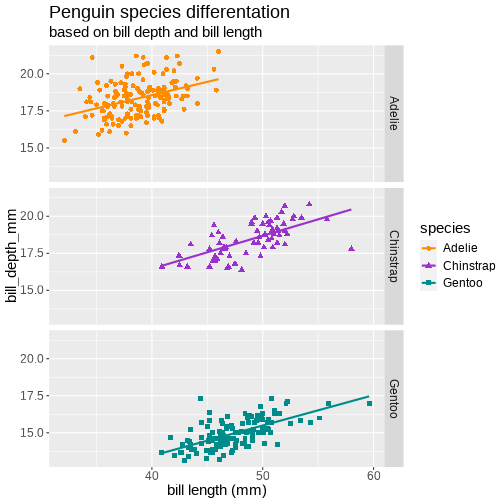 Penguin species differentation
based on bill depth and bill length
20.0
17.5
15.0
Adelie
20.0
17.5
15.0
Chinstrap
20.0
17.5
15.0
Gentoo
bill_depth_mm
40
50
60
bill length (mm)
species
Adelie
Chinstrap
Gentoo